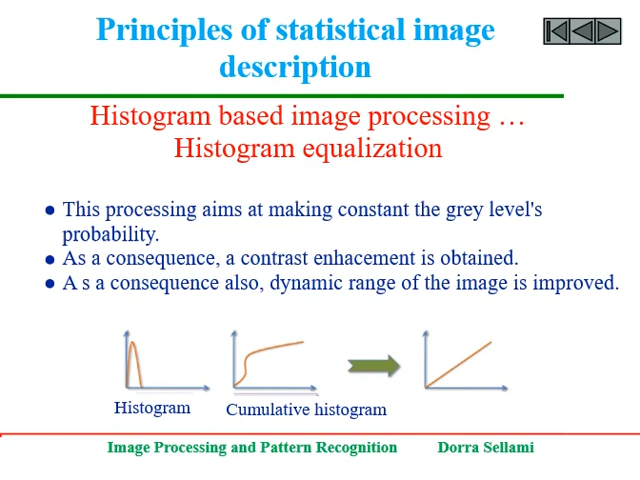 Principles of statistical image
description
Histogram based image processing …
Histogram equalization
● This processing aims at making constant the grey level's
probability.
● As a consequence, a contrast enhacement is obtained.
● A s a consequence also, dynamic range of the image is improved.
Histogram
Cumulative histogram
Image Processing and Pattern Recognition Dorra Sellami